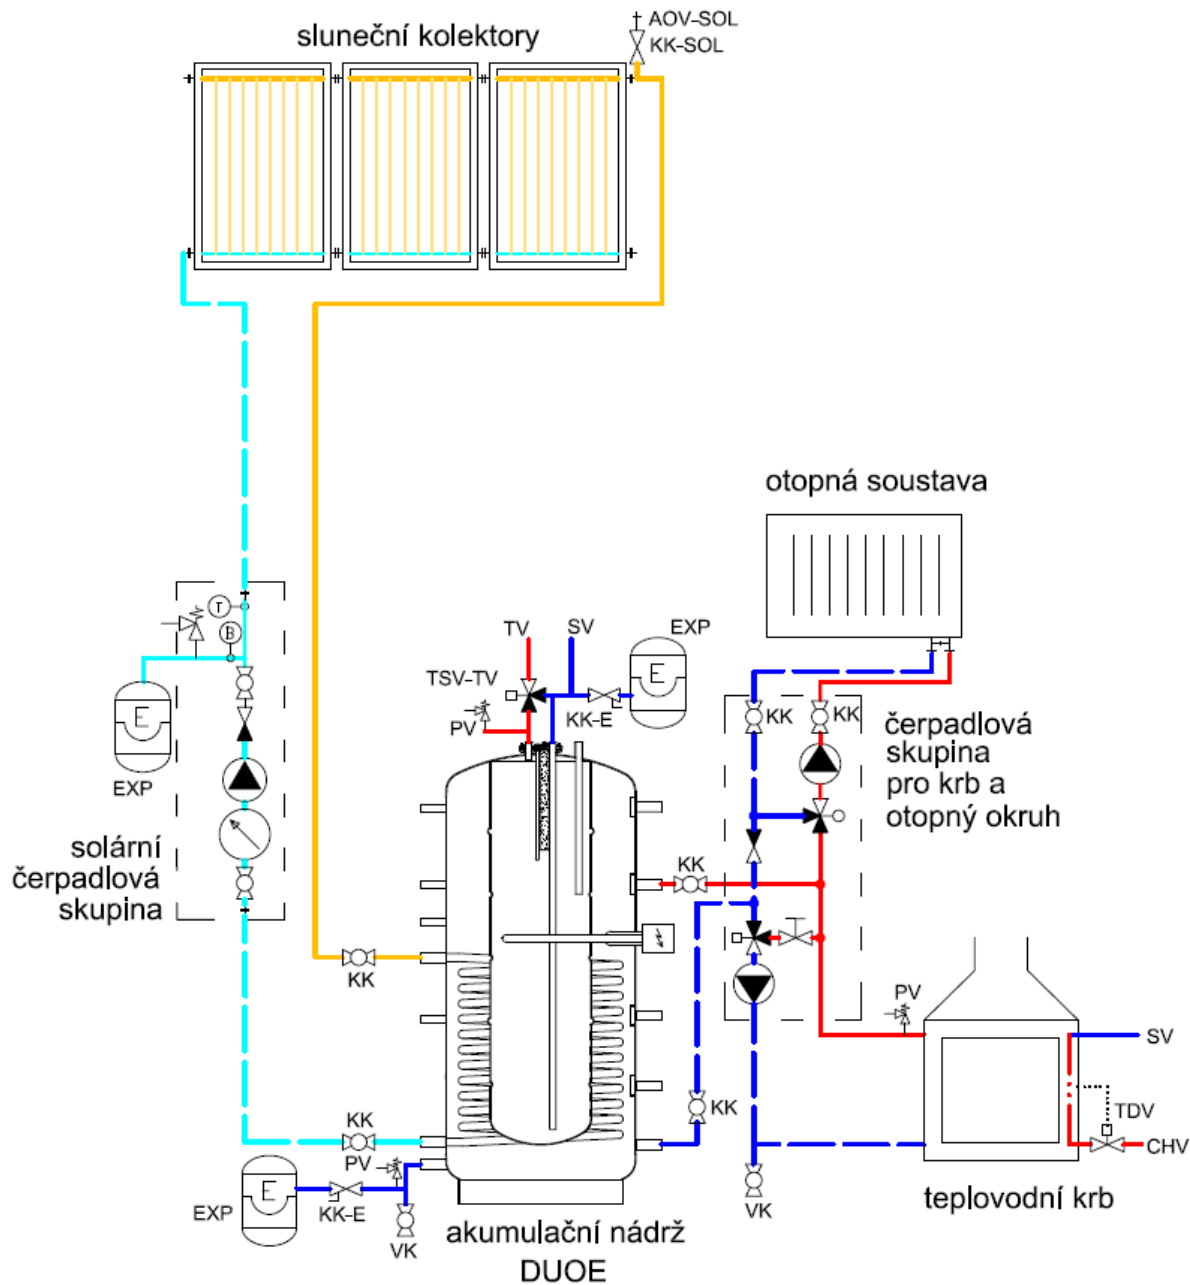 AOV-SOL
sluneční kolektory
KK-SOL
otopná soustava
T
B
TV
SV
EXP
E
TSV-TV
PV
KK-E
KK
KK
čerpadlová
skupina
pro krb a
otopný okruh
E
EXP
solární
čerpadlová
skupina
KK
KK
PV
SV
KK
TDV
CHV
KK
PV
E
EXP
KK-E
VK
akumulační nádrž
DUOE
VK
teplovodní krb